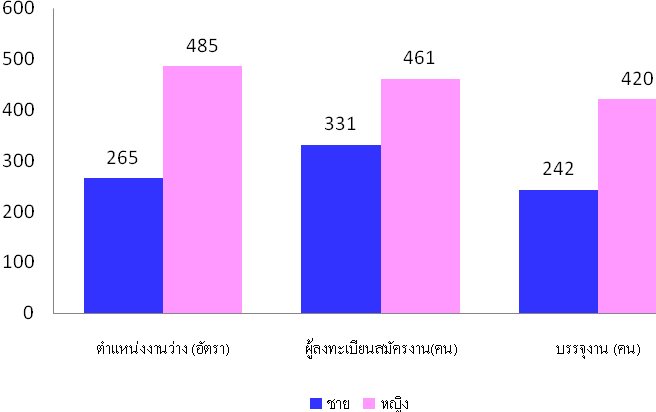 600
500
400
300
200
100
0
265
485
331
461
242
420
ตำแหน่งงานว่าง (อัตรา)
ผู้ลงทะเบียนสมัครงาน(คน)
บรรจุงาน (คน)
ชาย
หญิง